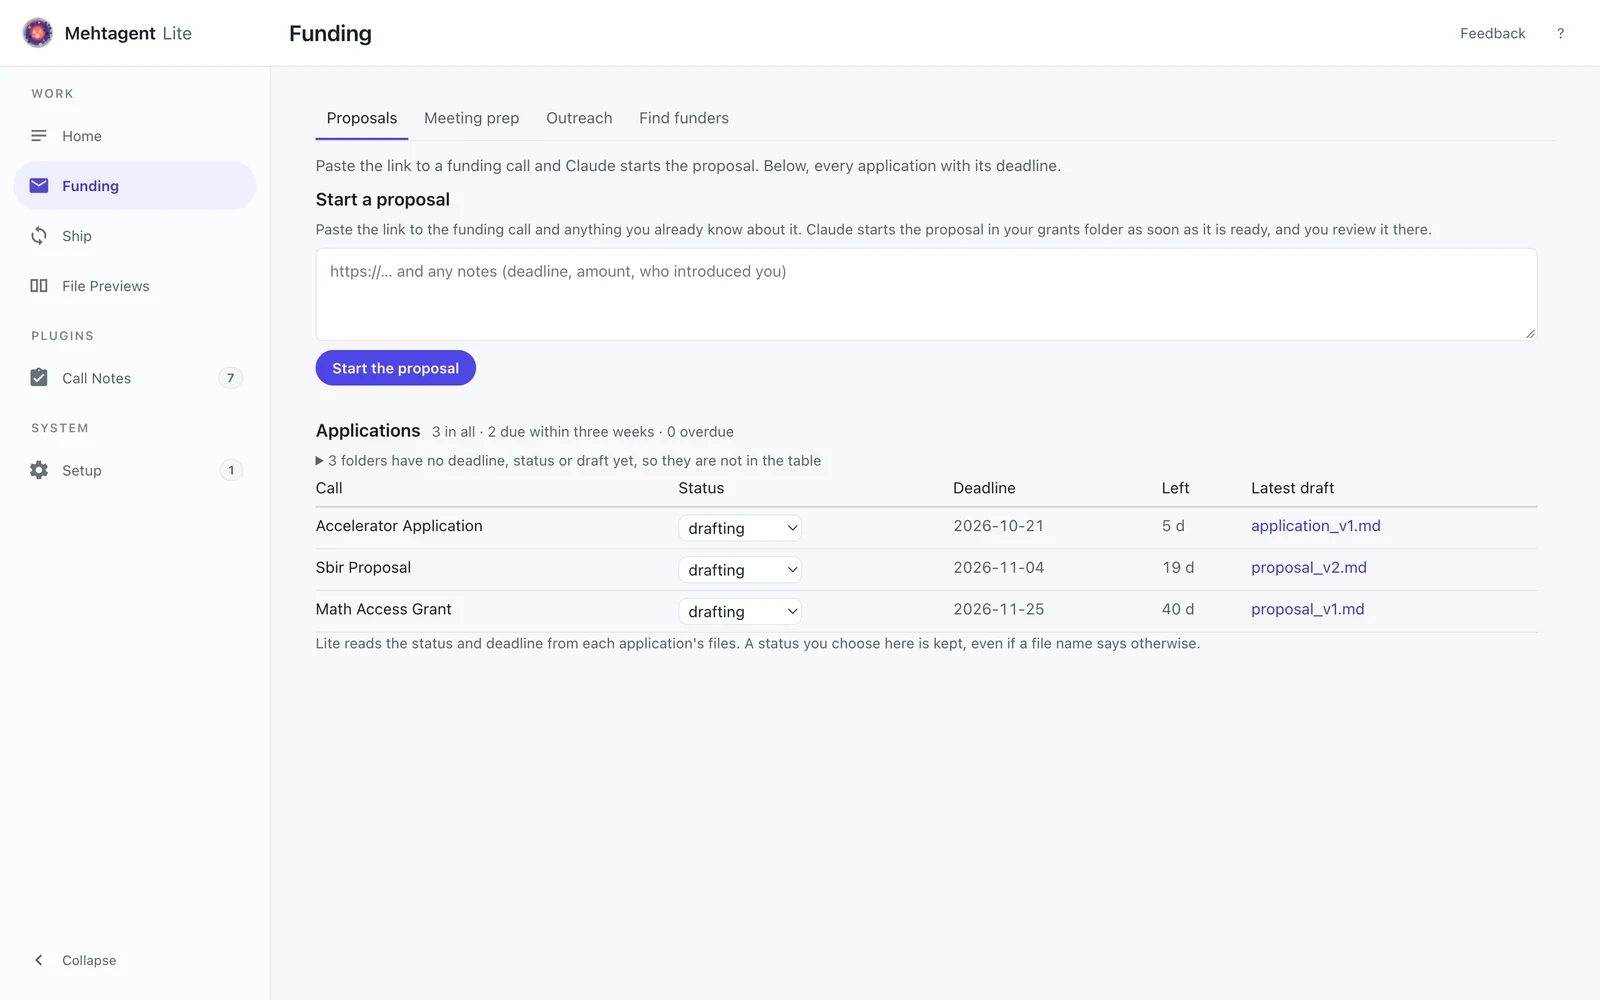 Mehtagent Lite
Funding
Feedback
?
WORK
Home
Funding
Ship
File Previews
PLUGINS
Call Notes 7
SYSTEM
Setup 1
Collapse
Proposals Meeting prep Outreach Find funders
Paste the link to a funding call and Claude starts the proposal. Below, every application with its deadline.
Start a proposal
Paste the link to the funding call and anything you already know about it. Claude starts the proposal in your grants folder as soon as it is ready, and you review it there.
https://... and any notes (deadline, amount, who introduced you)
Start the proposal
Applications 3 in all · 2 due within three weeks · 0 overdue
▶ 3 folders have no deadline, status or draft yet, so they are not in the table
Call Status Deadline Left Latest draft
Accelerator Application drafting 2026-10-21 5 d application_v1.md
Sbir Proposal drafting 2026-11-04 19 d proposal_v2.md
Math Access Grant drafting 2026-11-25 40 d proposal_v1.md
Lite reads the status and deadline from each application's files. A status you choose here is kept, even if a file name says otherwise.